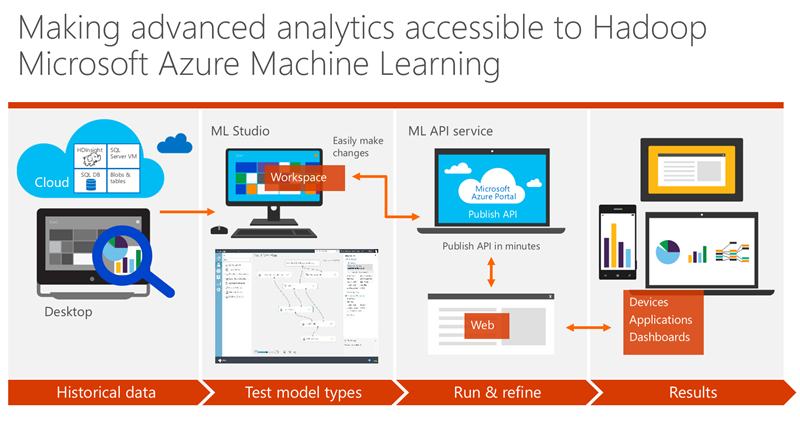 Making advanced analytics accessible to Hadoop
Microsoft Azure Machine Learning
Cloud
HDInsight
SQL
Server VM
SQL DB
Blobs &
tables
Desktop
ML Studio
Easily make
changes
Workspace
ML API service
Microsoft
Azure Portal
Publish API
Publish API in minutes
Web
Devices
Applications
Dashboards
Historical data
Test model types
Run & refine
Results